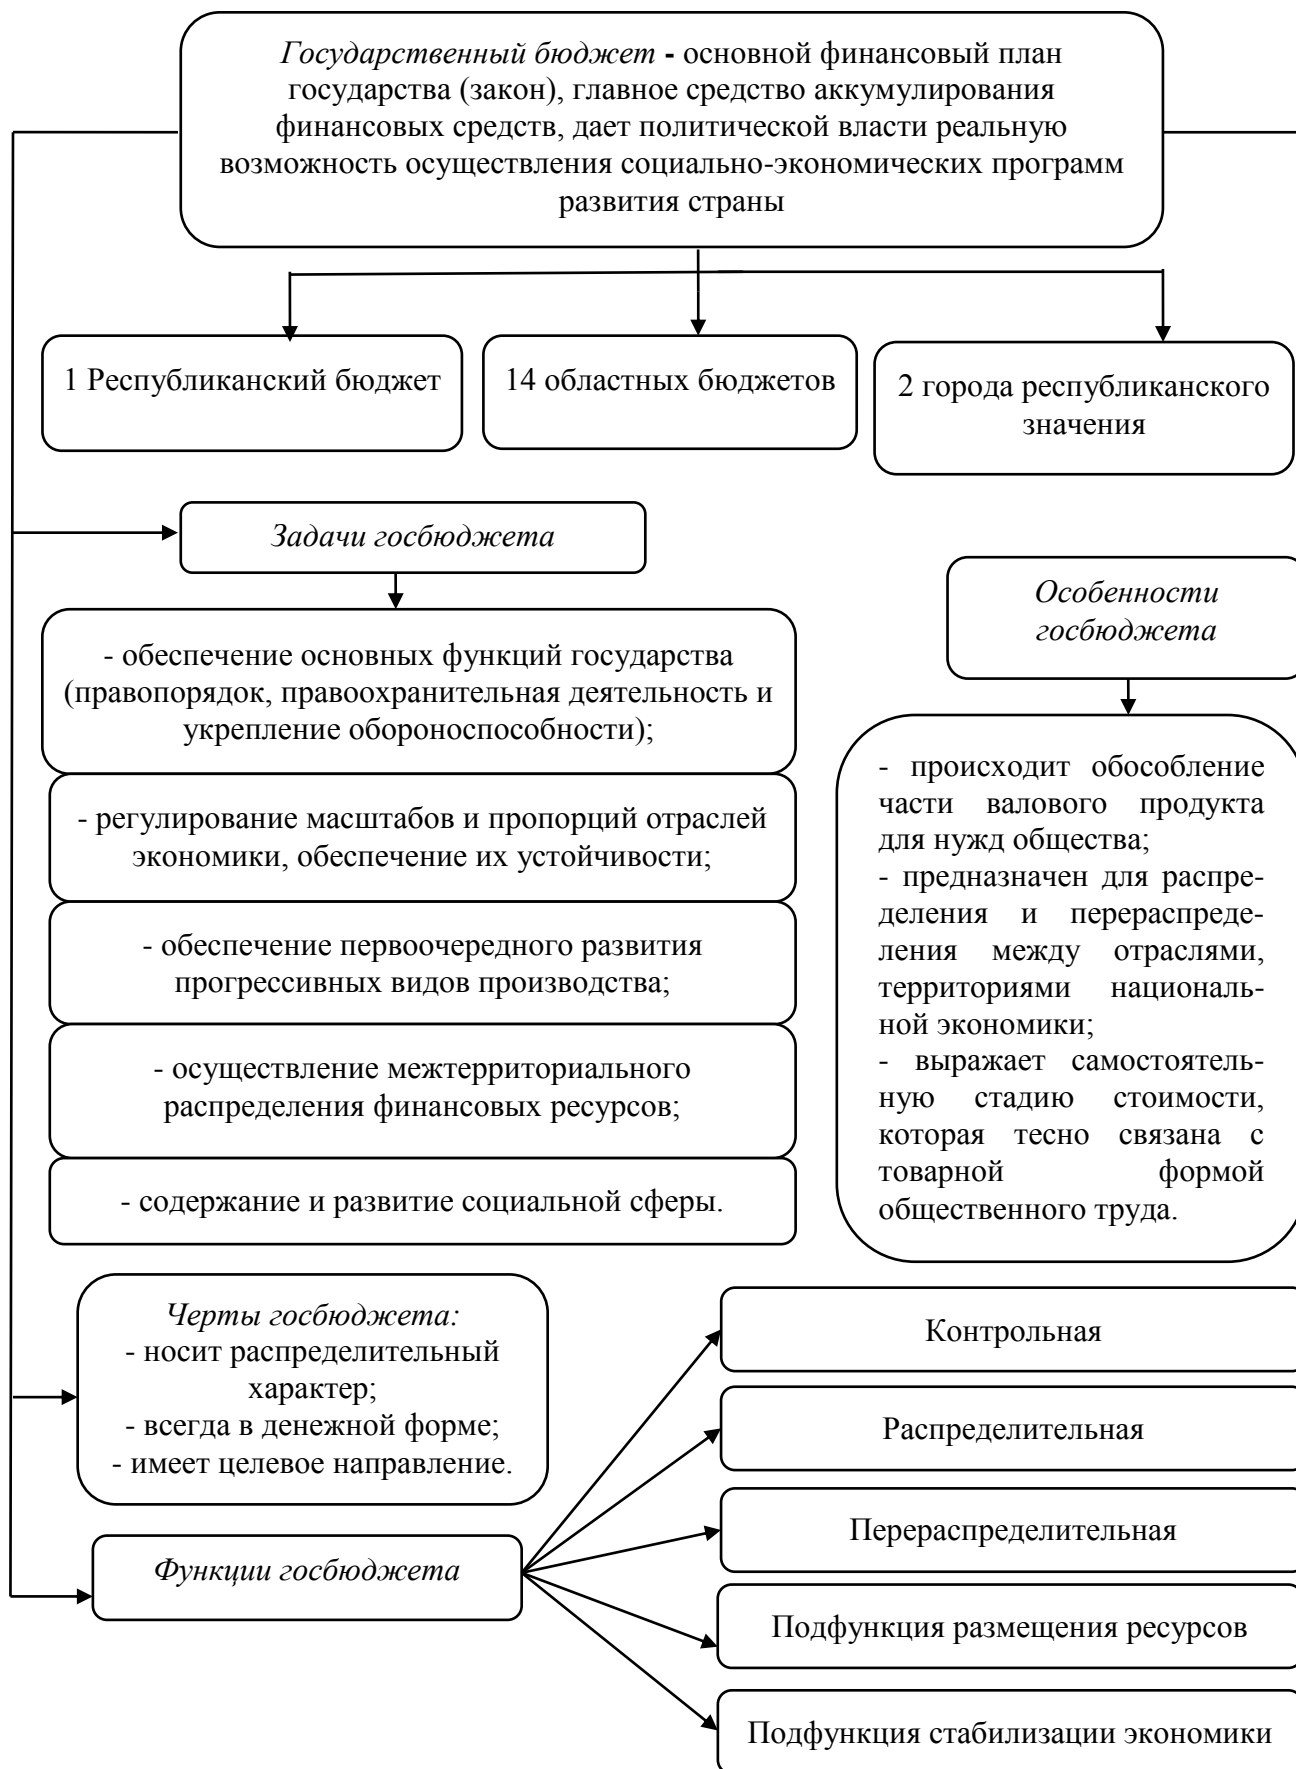 Государственный бюджет - основной финансовый план
государства (закон), главное средство аккумулирования
финансовых средств, дает политической власти реальную
возможность осуществления социально-экономических программ
развития страны
1 Республиканский бюджет
14 областных бюджетов
2 города республиканского
значения
Задачи госбюджета
- обеспечение основных функций государства
(правопорядок, правоохранительная деятельность и
укрепление обороноспособности);
- регулирование масштабов и пропорций отраслей
экономики, обеспечение их устойчивости;
- обеспечение первоочередного развития
прогрессивных видов производства;
- осуществление межтерриториального
распределения финансовых ресурсов;
- содержание и развитие социальной сферы.
Особенности
госбюджета
- происходит обособление
части валового продукта
для нужд общества;
- предназначен для распре-
деления и перераспреде-
ления между отраслями,
территориями националь-
ной экономики;
- выражает самостоятель-
ную стадию стоимости,
которая тесно связана с
товарной формой
общественного труда.
Черты госбюджета:
- носит распределительный
характер;
- всегда в денежной форме;
- имеет целевое направление.
Функции госбюджета
Контрольная
Распределительная
Перераспределительная
Подфункция размещения ресурсов
Подфункция стабилизации экономики